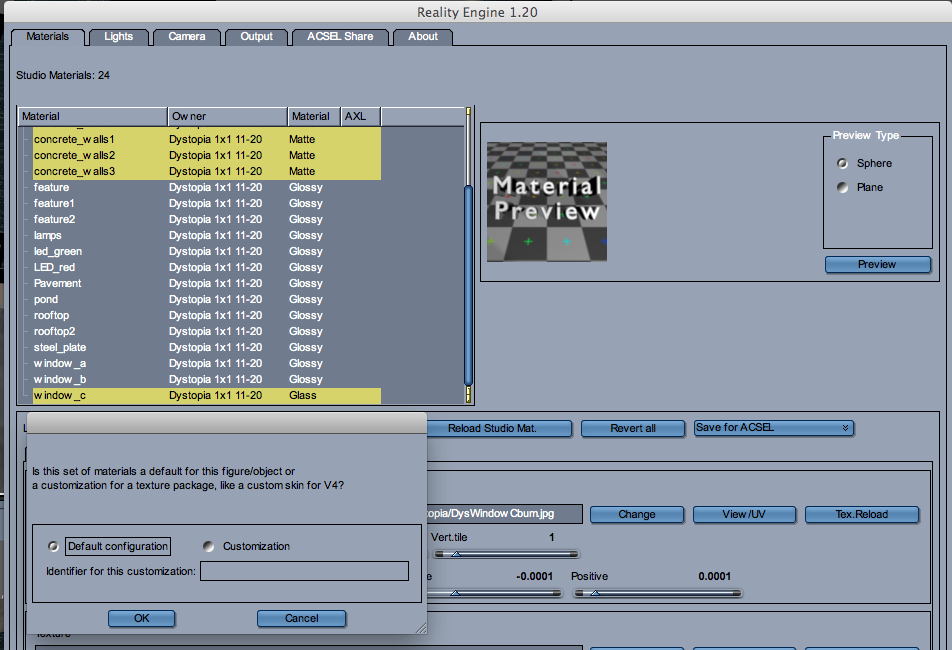 Reality Engine 1.20
Materials Lights Camera Output ACSEL Share About
Studio Materials: 24
Material Owner Material AXL
concrete_walls1 Dystopia 1x1 11-20 Matte
concrete_walls2 Dystopia 1x1 11-20 Matte
concrete_walls3 Dystopia 1x1 11-20 Matte
feature Dystopia 1x1 11-20 Glossy
feature1 Dystopia 1x1 11-20 Glossy
feature2 Dystopia 1x1 11-20 Glossy
lamps Dystopia 1x1 11-20 Glossy
led_green Dystopia 1x1 11-20 Glossy
LED_red Dystopia 1x1 11-20 Glossy
Pavement Dystopia 1x1 11-20 Glossy
pond Dystopia 1x1 11-20 Glossy
rooftop Dystopia 1x1 11-20 Glossy
rooftop2 Dystopia 1x1 11-20 Glossy
steel_plate Dystopia 1x1 11-20 Glossy
window_a Dystopia 1x1 11-20 Glossy
window_b Dystopia 1x1 11-20 Glossy
window_c Dystopia 1x1 11-20 Glass
Material
Preview
Preview Type
Sphere
Plane
Preview
Reload Studio Mat. Revert all Save for ACSEL
Is this set of materials a default for this figure/object or
a customization for a texture package, like a custom skin for V4?
Default configuration Customization
Identifier for this customization:
OK Cancel
opia/DysWindow Cbum.jpg Change View/UV Tex.Reload
Vert.tile 1
e -0.0001 Positive 0.0001
Texture